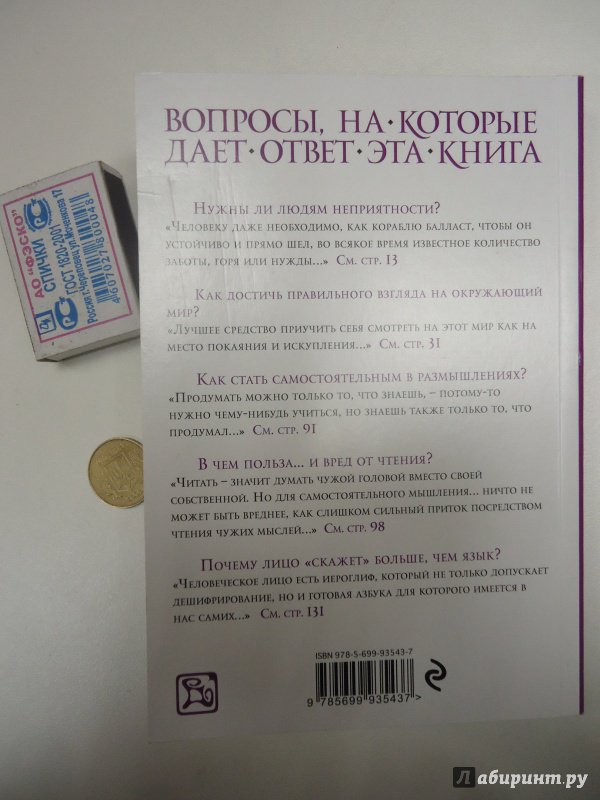 ВОПРОСЫ, НА·КОТОРЫЕ
ДАЕТ·ОТВЕТ·ЭТА·КНИГА
НУЖНЫ ЛИ ЛЮДЯМ НЕПРИЯТНОСТИ?
«ЧЕЛОВЕКУ ДАЖЕ НЕОБХОДИМО, КАК КОРАБЛЮ БАЛЛАСТ, ЧТОБЫ ОН
УСТОЙЧИВО И ПРЯМО ШЕЛ, ВО ВСЯКОЕ ВРЕМЯ ИЗВЕСТНОЕ КОЛИЧЕСТВО
ЗАБОТЫ, ГОРЯ ИЛИ НУЖДЫ...» СМ. СТР. 13
КАК ДОСТИЧЬ ПРАВИЛЬНОГО ВЗГЛЯДА НА ОКРУЖАЮЩИЙ
МИР?
«ЛУЧШЕЕ СРЕДСТВО ПРИУЧИТЬ СЕБЯ СМОТРЕТЬ НА ЭТОТ МИР КАК НА
МЕСТО ПОКАЯНИЯ И ИСКУПЛЕНИЯ...» СМ. СТР. 31
КАК СТАТЬ САМОСТОЯТЕЛЬНЫМ В РАЗМЫШЛЕНИЯХ?
«ПРОДУМАТЬ МОЖНО ТОЛЬКО ТО, ЧТО ЗНАЕШЬ, – ПОТОМУ-ТО
НУЖНО ЧЕМУ-НИБУДЬ УЧИТЬСЯ, НО ЗНАЕШЬ ТАКЖЕ ТОЛЬКО ТО, ЧТО
ПРОДУМАЛ...» СМ. СТР. 91
В ЧЕМ ПОЛЬЗА... И ВРЕД ОТ ЧТЕНИЯ?
«ЧИТАТЬ – ЗНАЧИТ ДУМАТЬ ЧУЖОЙ ГОЛОВОЙ ВМЕСТО СВОЕЙ
СОБСТВЕННОЙ. НО ДЛЯ САМОСТОЯТЕЛЬНОГО МЫШЛЕНИЯ... НИЧТО НЕ
МОЖЕТ БЫТЬ ВРЕДНЕЕ, КАК СЛИШКОМ СИЛЬНЫЙ ПРИТОК ПОСРЕДСТВОМ
ЧТЕНИЯ ЧУЖИХ МЫСЛЕЙ...» СМ. СТР. 98
ПОЧЕМУ ЛИЦО «СКАЖЕТ» БОЛЬШЕ, ЧЕМ ЯЗЫК?
«ЧЕЛОВЕЧЕСКОЕ ЛИЦО ЕСТЬ ИЕРОГЛИФ, КОТОРЫЙ НЕ ТОЛЬКО ДОПУСКАЕТ
ДЕШИФРИРОВАНИЕ, НО И ГОТОВАЯ АЗБУКА ДЛЯ КОТОРОГО ИМЕЕТСЯ В
НАС САМИХ...» СМ. СТР. 131
ISBN 978-5-699-93543-7
9 785699 935437 >
АО "ФЭСКО"
СПИЧКИ
ГОСТ 1820-2001
Россия, г.Череповец, ул.
4607021800048
лабиринт.ру